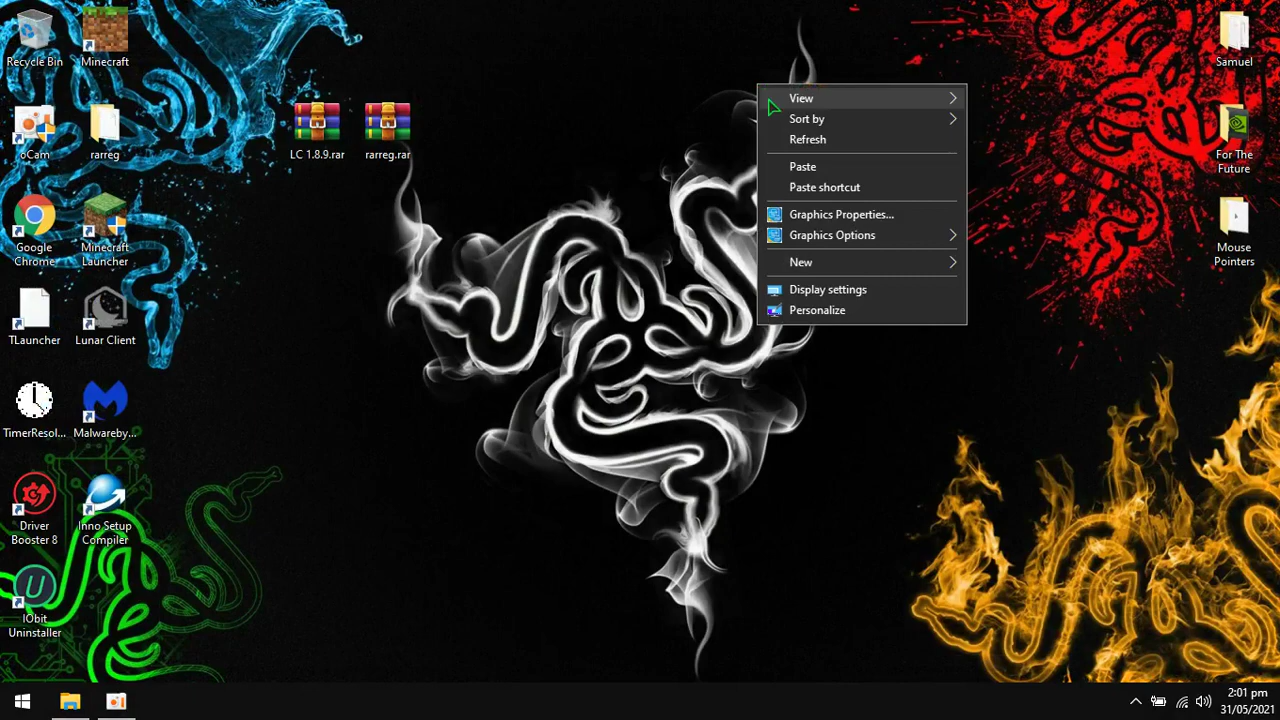 Recycle Bin
Minecraft
oCam
rarreg
Google
Chrome
Minecraft
Launcher
TLauncher
Lunar Client
TimerResol...
Malwareby...
Driver
Booster 8
Inno Setup
Compiler
IObit
Uninstaller
LC 1.8.9.rar
rarreg.rar
View
Sort by
Refresh
Paste
Paste shortcut
Graphics Properties...
Graphics Options
New
Display settings
Personalize
Samuel
For The
Future
Mouse
Pointers
2:01 pm
31/05/2021